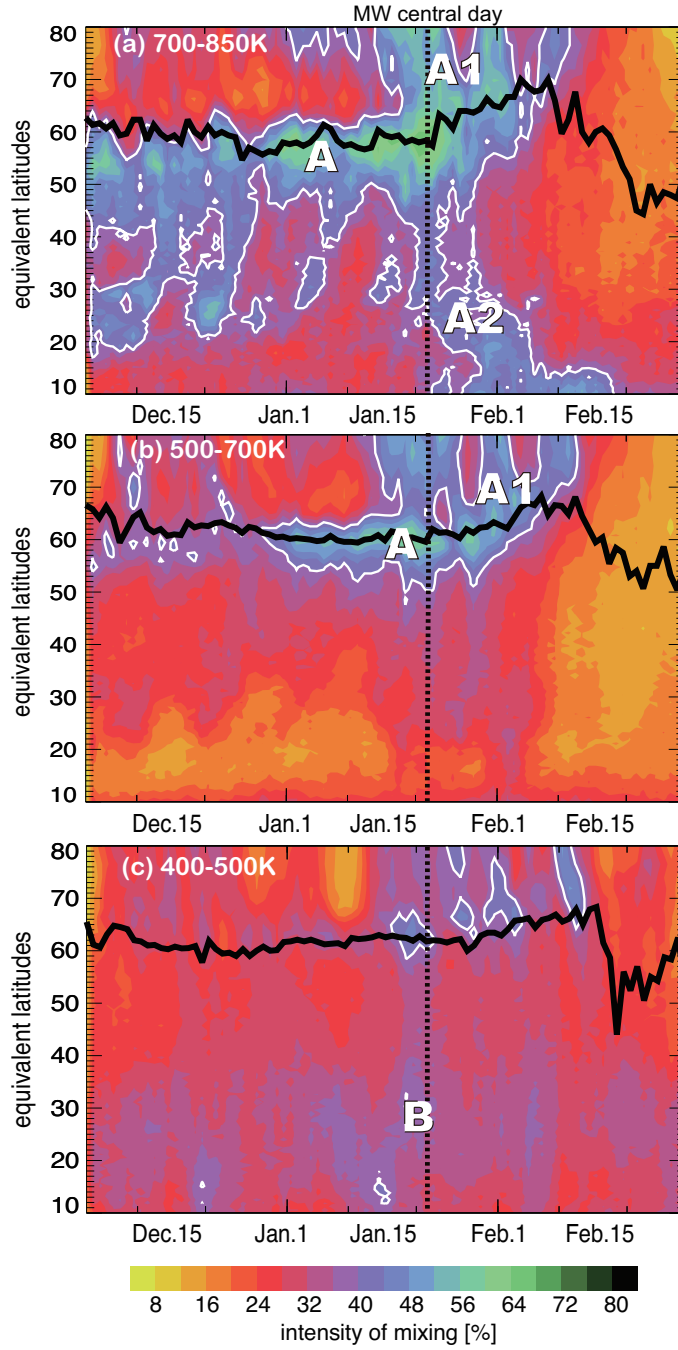 MW central day
(a) 700-850K
A1
A
A2
equivalent latitudes
80
70
60
50
40
30
20
10
Dec.15 Jan.1 Jan.15 Feb.1 Feb.15
(b) 500-700K
A1
A
equivalent latitudes
80
70
60
50
40
30
20
10
Dec.15 Jan.1 Jan.15 Feb.1 Feb.15
(c) 400-500K
B
equivalent latitudes
80
70
60
50
40
30
20
10
Dec.15 Jan.1 Jan.15 Feb.1 Feb.15
8 16 24 32 40 48 56 64 72 80
intensity of mixing [%]